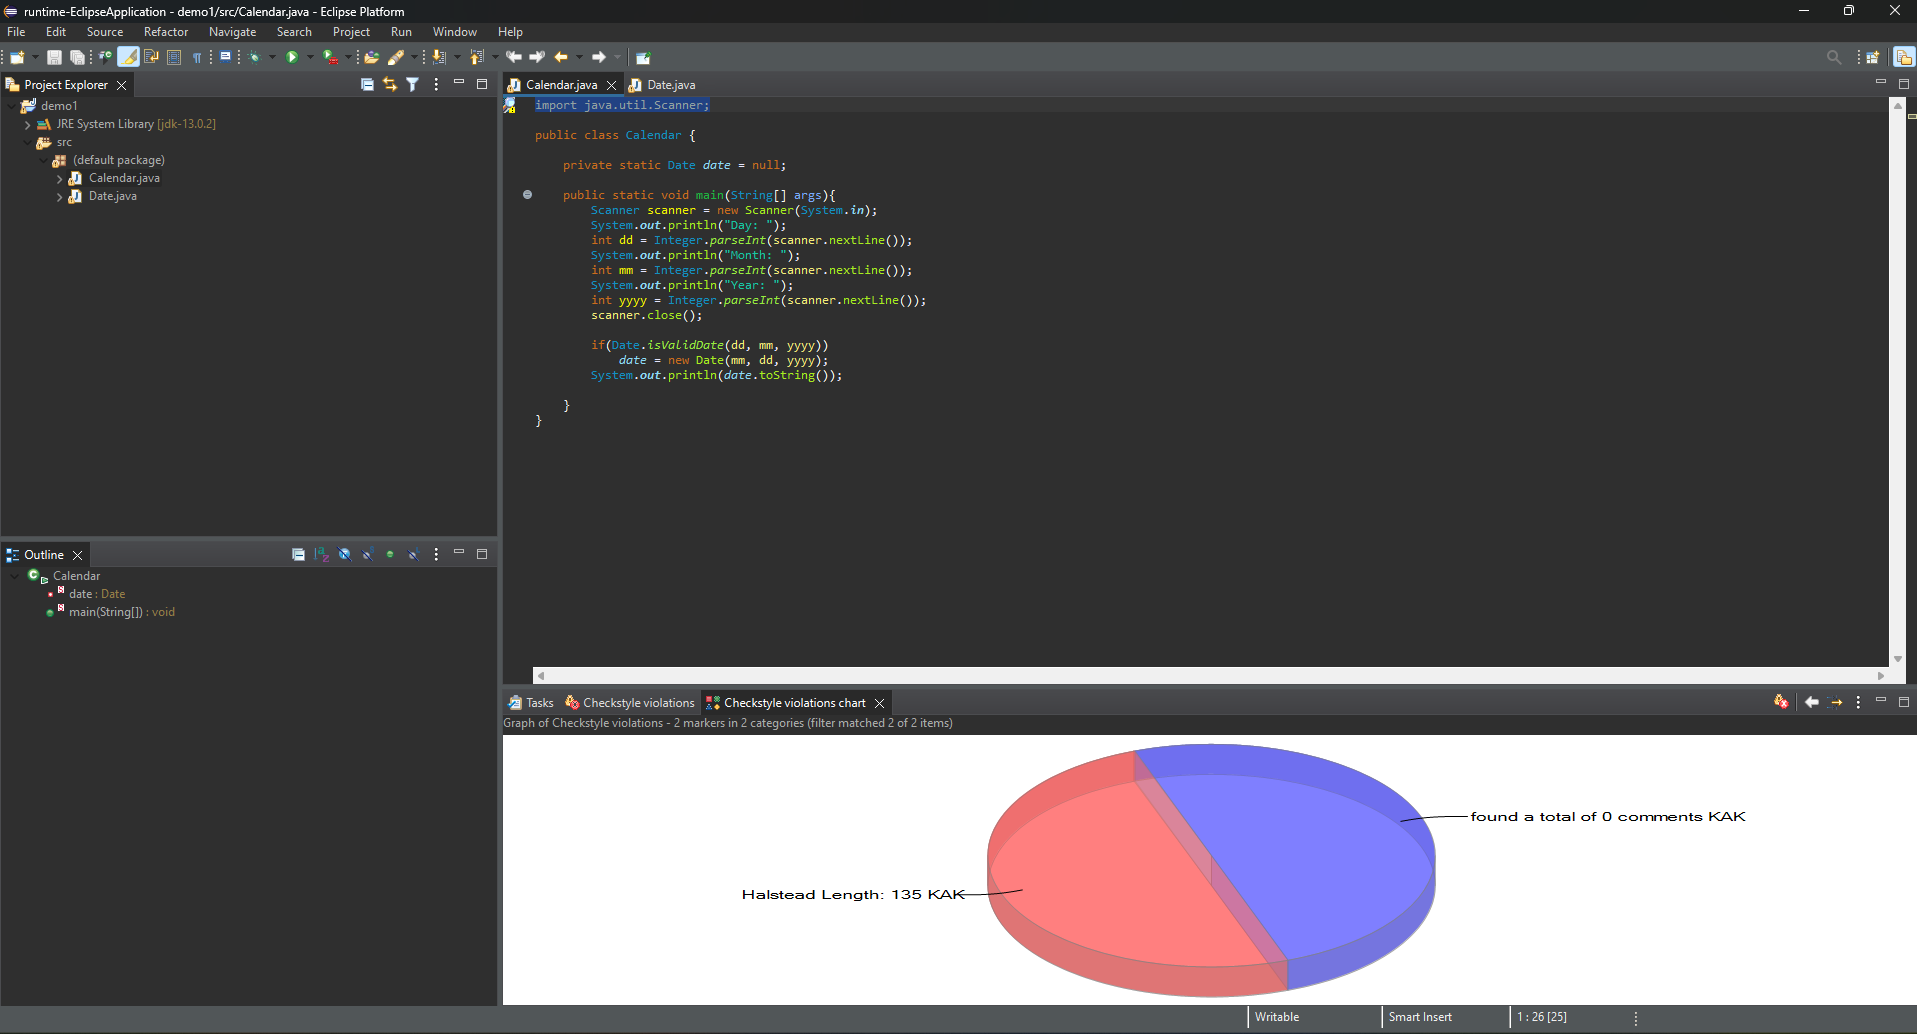 runtime-EclipseApplication - demo1/src/Calendar.java - Eclipse Platform
File Edit Source Refactor Navigate Search Project Run Window Help
Project Explorer
demo1
JRE System Library [jdk-13.0.2]
src
(default package)
Calendar.java
Date.java
Outline
Calendar
date : Date
main(String[]) : void
Calendar.java Date.java
import java.util.Scanner;
public class Calendar {
private static Date date = null;
public static void main(String[] args){
Scanner scanner = new Scanner(System.in);
System.out.println("Day: ");
int dd = Integer.parseInt(scanner.nextLine());
System.out.println("Month: ");
int mm = Integer.parseInt(scanner.nextLine());
System.out.println("Year: ");
int yyyy = Integer.parseInt(scanner.nextLine());
scanner.close();
if(Date.isValidDate(dd, mm, yyyy))
date = new Date(mm, dd, yyyy);
System.out.println(date.toString());
}
}
Tasks Checkstyle violations Checkstyle violations chart
Graph of Checkstyle violations - 2 markers in 2 categories (filter matched 2 of 2 items)
found a total of 0 comments KAK
Halstead Length: 135 KAK
Writable Smart Insert 1 : 26 [25]